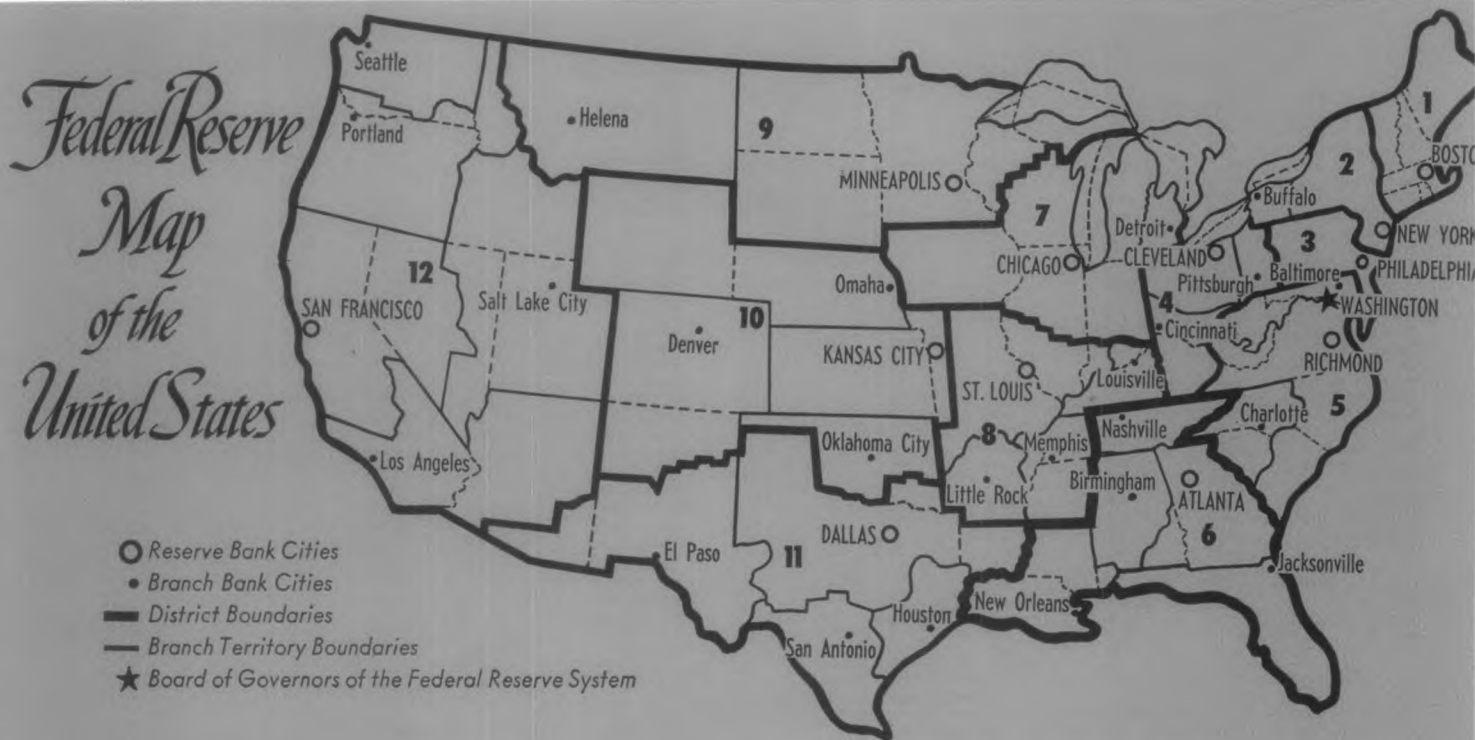 Federal Reserve
Map
of the
United States
Seattle
Portland
Helena
9
MINNEAPOLIS
1
BOSTO
2
Buffalo
7
Detroit
3
NEW YORK
CHICAGO
CLEVELAND
Pittsburgh
Baltimore
PHILADELPHIA
12
Salt Lake City
Omaha
SAN FRANCISCO
10
4
WASHINGTON
Cincinnati
Denver
KANSAS CITY
RICHMOND
ST. LOUIS
Louisville
5
Charlotte
Nashville
8
Memphis
Oklahoma City
Los Angeles
Birmingham
Little Rock
ATLANTA
DALLAS
6
11
El Paso
Jacksonville
New Orleans
Houston
San Antonio
Reserve Bank Cities
Branch Bank Cities
District Boundaries
Branch Territory Boundaries
Board of Governors of the Federal Reserve System